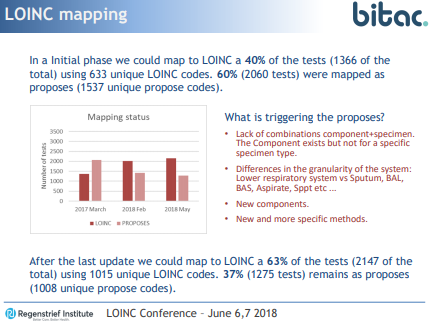 LOINC mapping
bitac.
In a Initial phase we could map to LOINC a 40% of the tests (1366 of the
total) using 633 unique LOINC codes. 60% (2060 tests) were mapped as
proposes (1537 unique propose codes).
Mapping status
Number of tests
3500
3000
2500
2000
1500
1000
500
0
2017 March 2018 Feb 2018 May
LOINC PROPOSES
What is triggering the proposes?
• Lack of combinations component+specimen.
The Component exists but not for a specific
specimen type.
• Differences in the granularity of the system:
Lower respiratory system vs Sputum, BAL,
BAS, Aspirate, Sppt etc ...
• New components.
• New and more specific methods.
After the last update we could map to LOINC a 63% of the tests (2147 of the
total) using 1015 unique LOINC codes. 37% (1275 tests) remains as proposes
(1008 unique propose codes).
Regenstrief Institute
LOINC Conference – June 6,7 2018